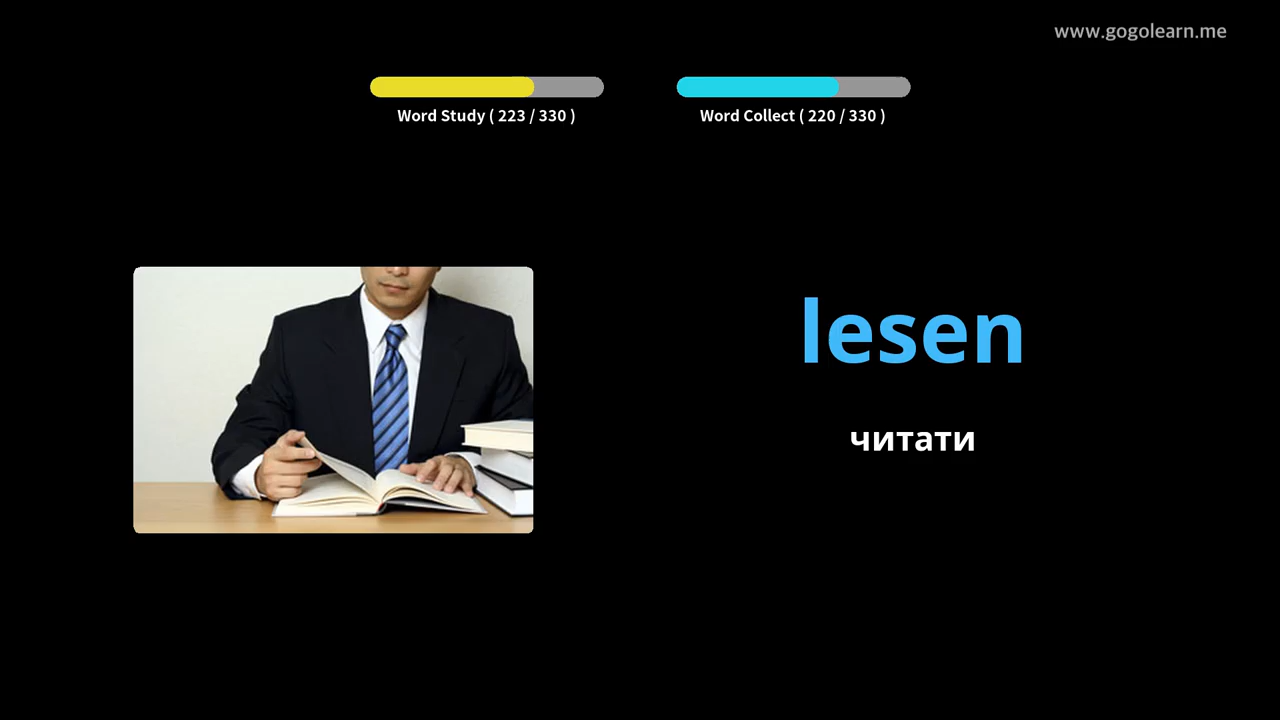 www.gogolearn.me
Word Study ( 223 / 330 )
Word Collect ( 220 / 330 )
lesen
читати